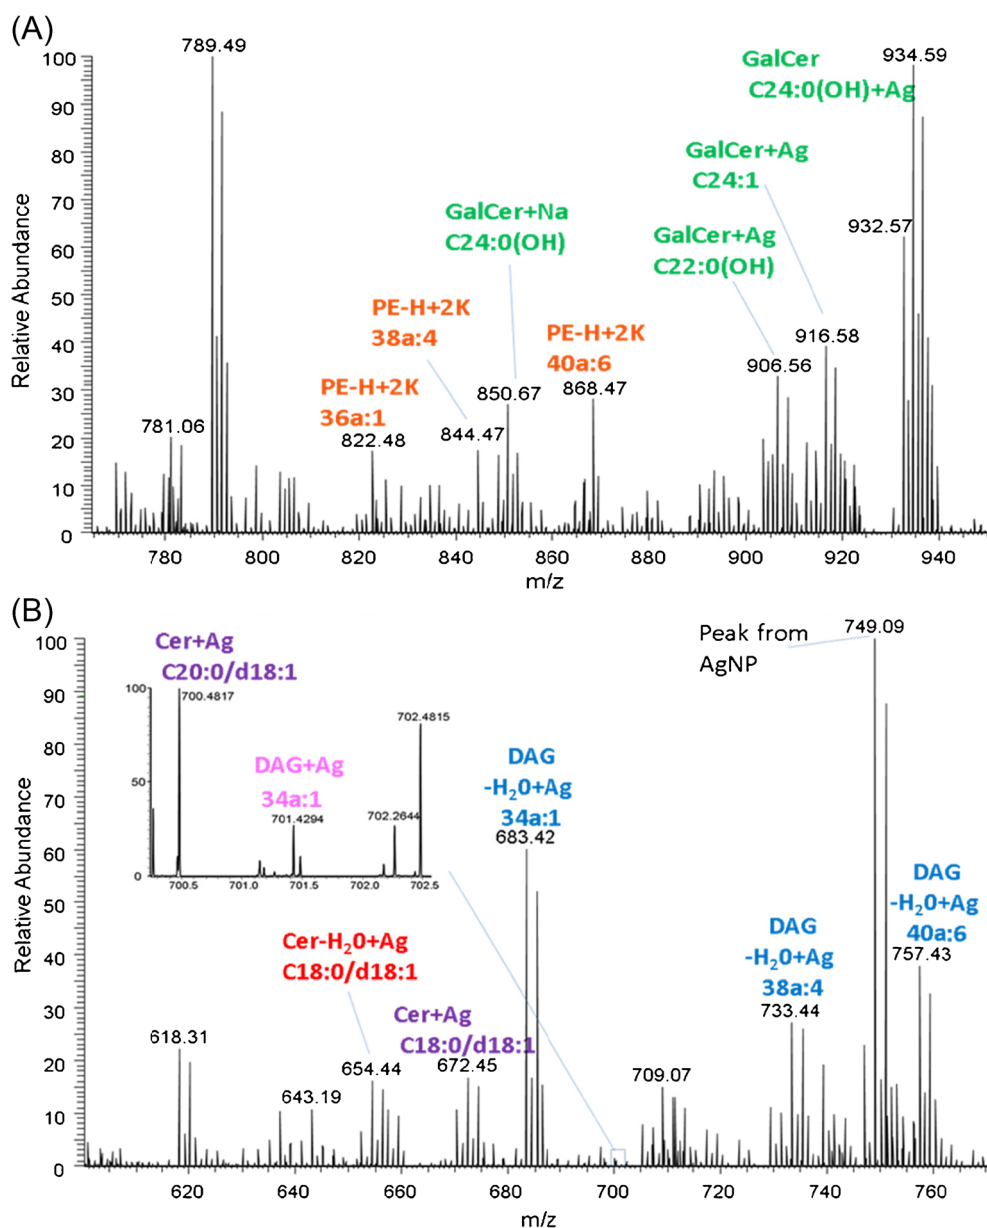 (A)
789.49
GalCer
C24:0(OH)+Ag
934.59
GalCer+Ag
C24:1
932.57
GalCer+Na
C24:0(OH)
GalCer+Ag
C22:0(OH)
PE-H+2K
38a:4
PE-H+2K
40a:6
916.58
906.56
850.67
868.47
PE-H+2K
36a:1
781.06
822.48
844.47
100
90
80
70
60
50
40
30
20
10
0
Relative Abundance
780 800 820 840 860 880 900 920 940
m/z
(B)
Cer+Ag
C20:0/d18:1
Peak from
AgNP
749.09
100
50
0
700.4817
702.4815
DAG+Ag
34a:1
701.4294
702.2644
700.5 701.0 701.5 702.0 702.5
DAG
-H₂0+Ag
34a:1
683.42
DAG
-H₂0+Ag
40a:6
757.43
DAG
-H₂0+Ag
38a:4
733.44
Cer-H₂0+Ag
C18:0/d18:1
Cer+Ag
C18:0/d18:1
618.31
654.44
672.45
643.19
709.07
100
90
80
70
60
50
40
30
20
10
0
Relative Abundance
620 640 660 680 700 720 740 760
m/z